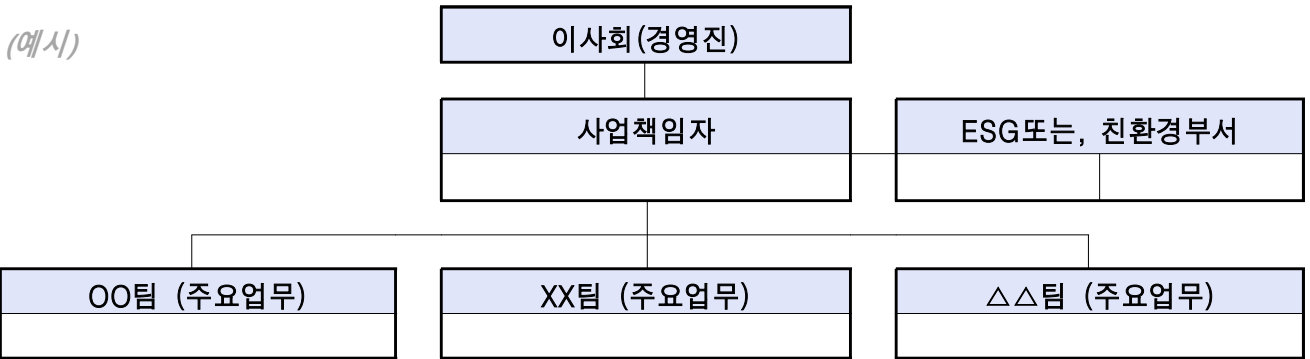 (예시)
이사회(경영진)
사업책임자
ESG또는, 친환경부서
OO팀 (주요업무)
XX팀 (주요업무)
△△팀 (주요업무)